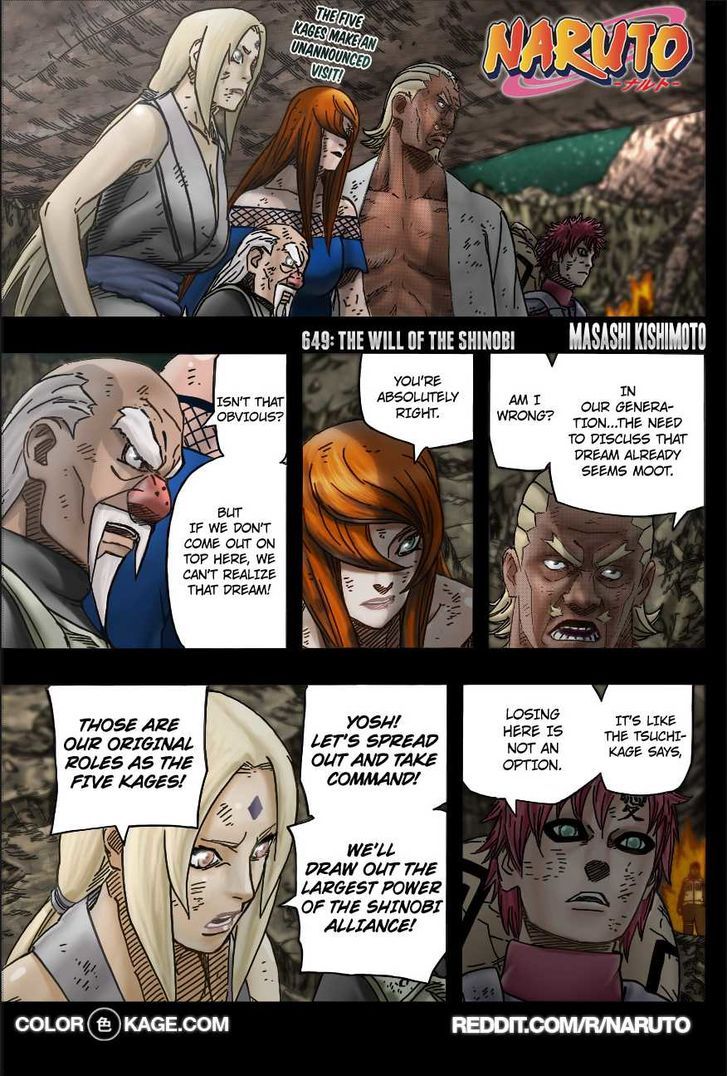 THE FIVE
KAGES MAKE AN
UNANNOUNCED
VISIT!
NARUTO
-ナルト-
649: THE WILL OF THE SHINOBI
MASASHI KISHIMOTO
IN
OUR GENERA-
TION...THE NEED
TO DISCUSS THAT
DREAM ALREADY
SEEMS MOOT.
AM I
WRONG?
YOU'RE
ABSOLUTELY
RIGHT.
ISN'T THAT
OBVIOUS?
BUT
IF WE DON'T
COME OUT ON
TOP HERE, WE
CAN'T REALIZE
THAT DREAM!
IT'S LIKE
THE TSUCHI-
KAGE SAYS,
LOSING
HERE IS
NOT AN
OPTION.
愛
YOSH!
LET'S SPREAD
OUT AND TAKE
COMMAND!
WE'LL
DRAW OUT THE
LARGEST POWER
OF THE SHINOBI
ALLIANCE!
THOSE ARE
OUR ORIGINAL
ROLES AS THE
FIVE KAGES!
COLOR 色 KAGE.COM
REDDIT.COM/R/NARUTO